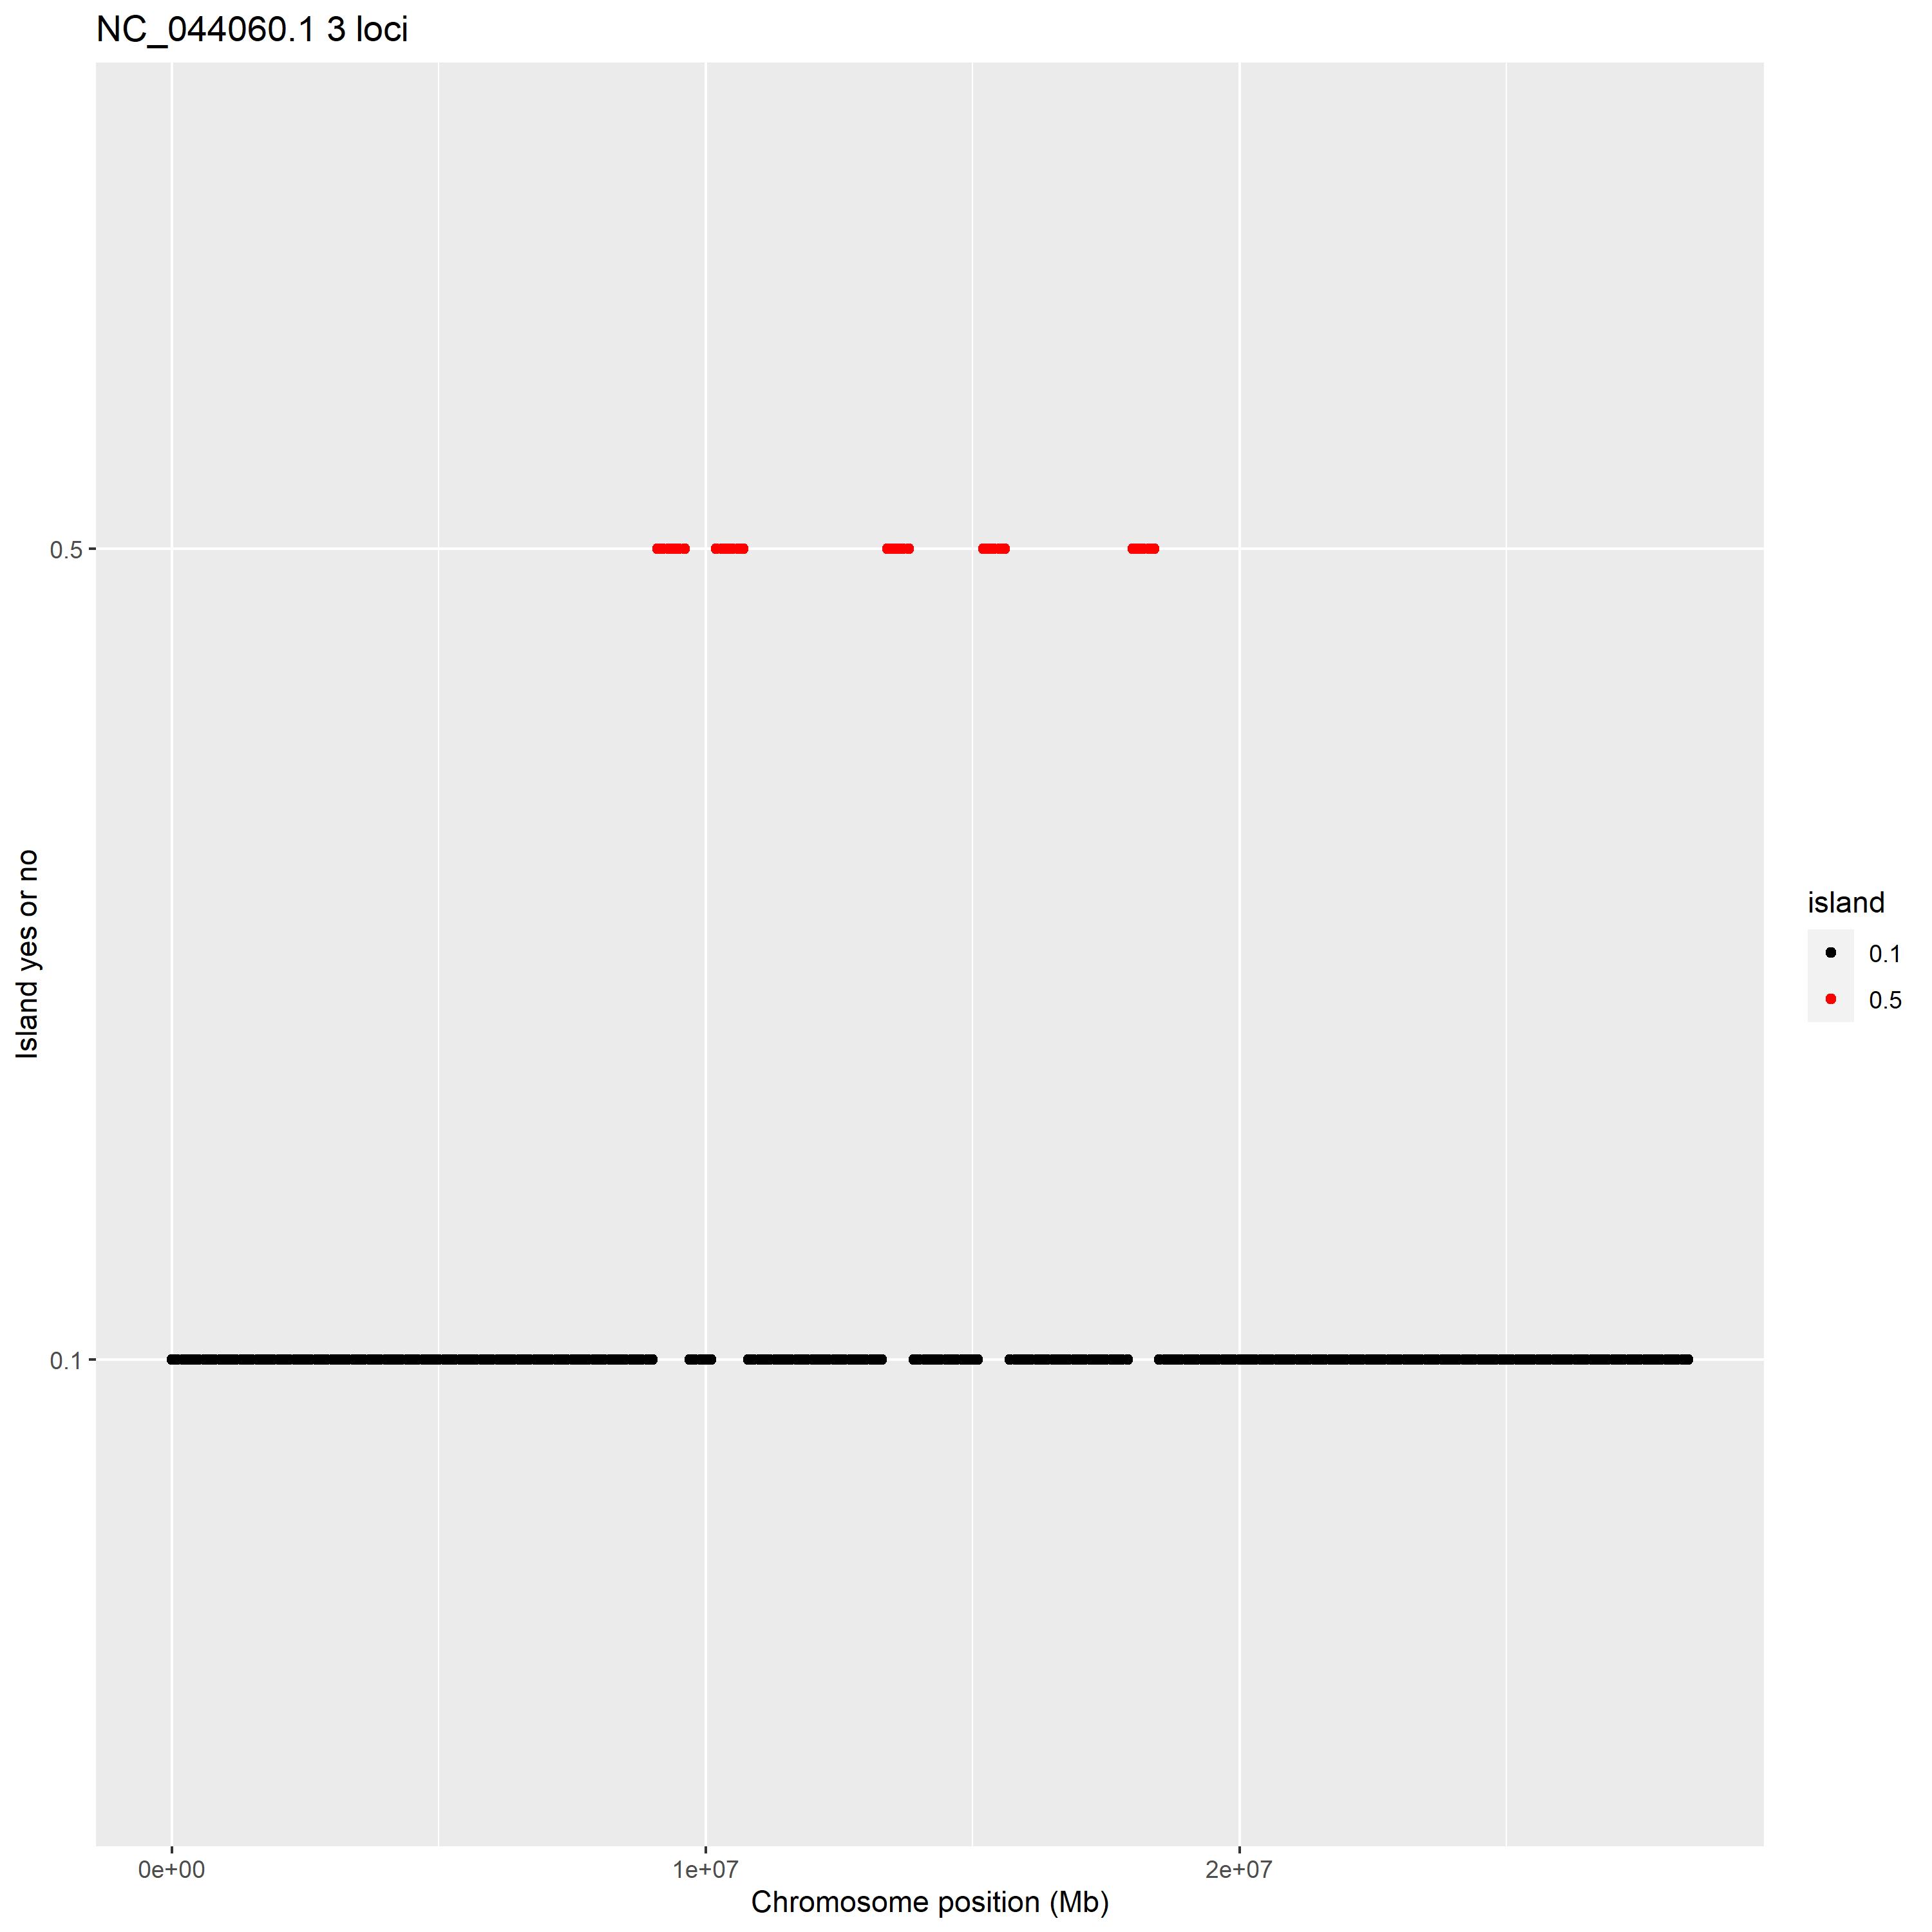 NC_044060.1 3 loci
Island yes or no
0.5
0.1
0e+00
1e+07
2e+07
Chromosome position (Mb)
island
0.1
0.5